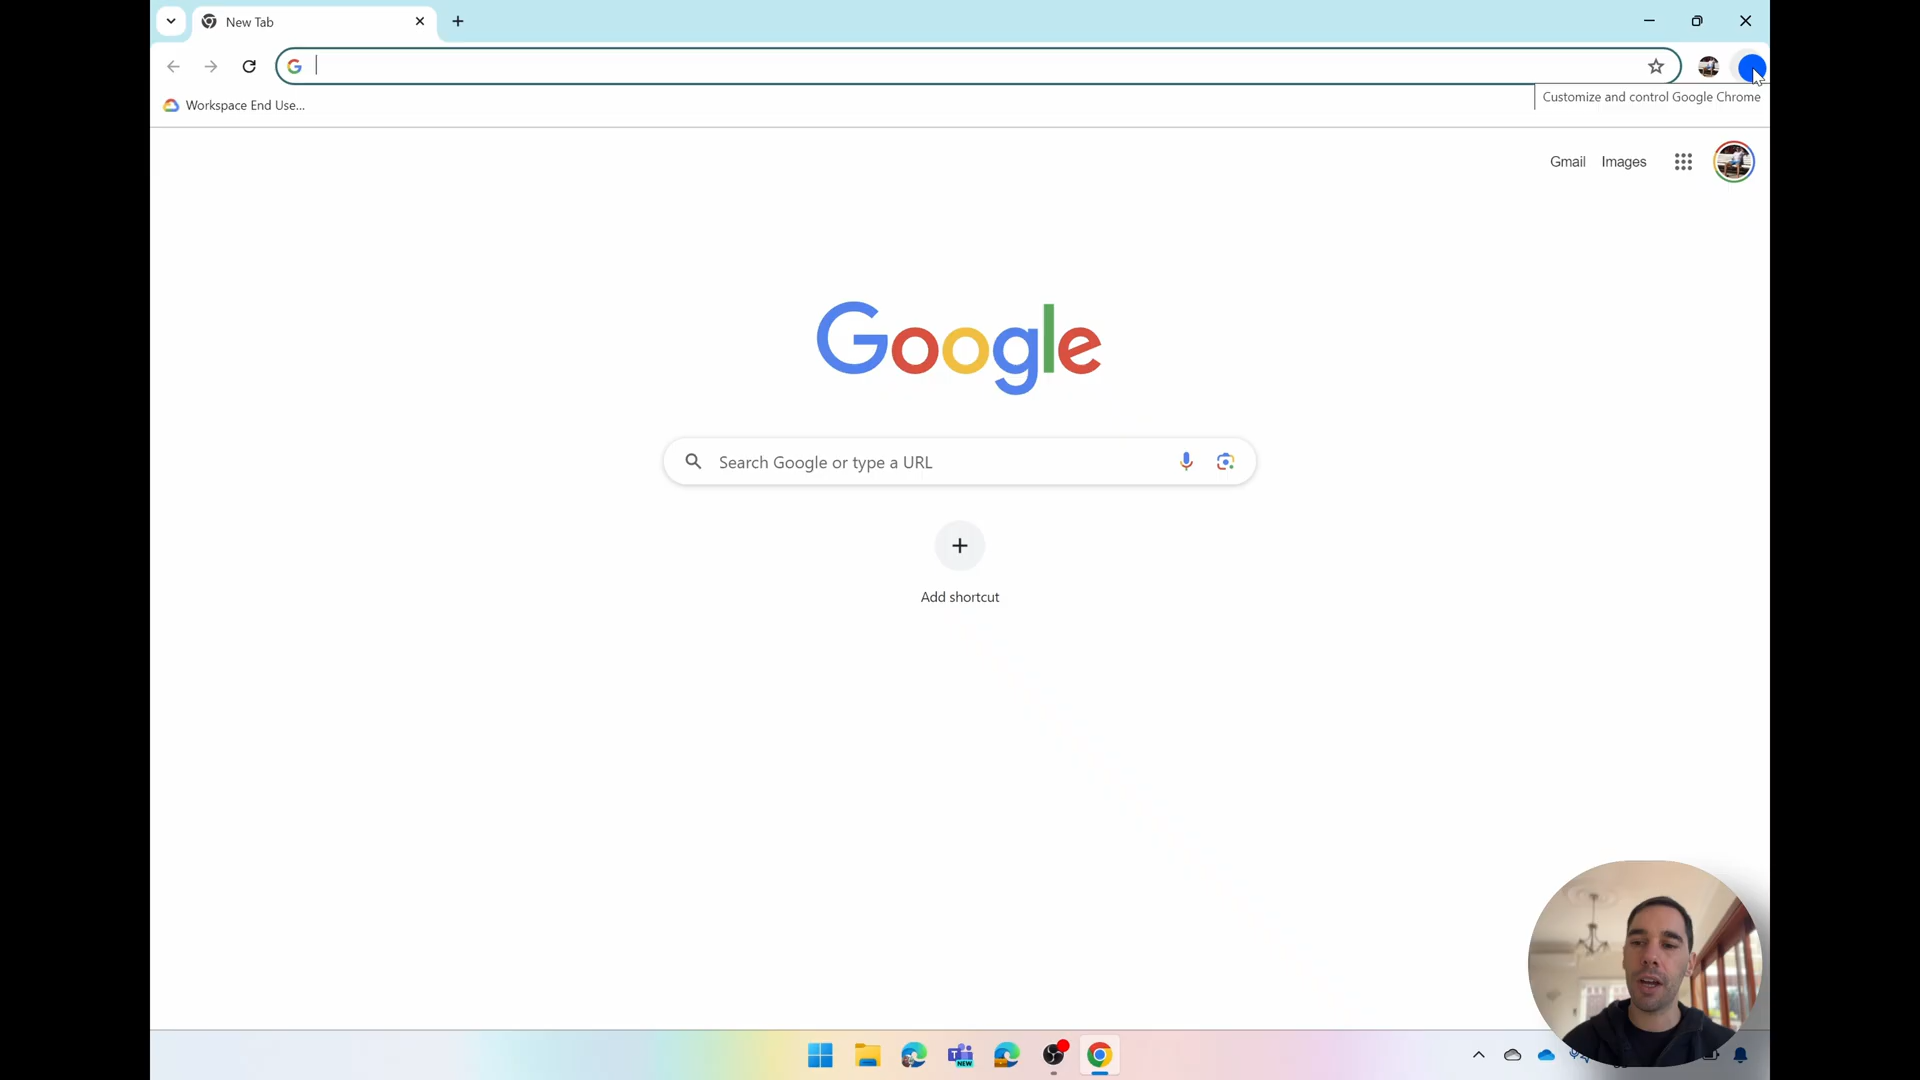 New Tab
Workspace End Use...
Customize and control Google Chrome
Gmail
Images
Google
Search Google or type a URL
Add shortcut
NEW